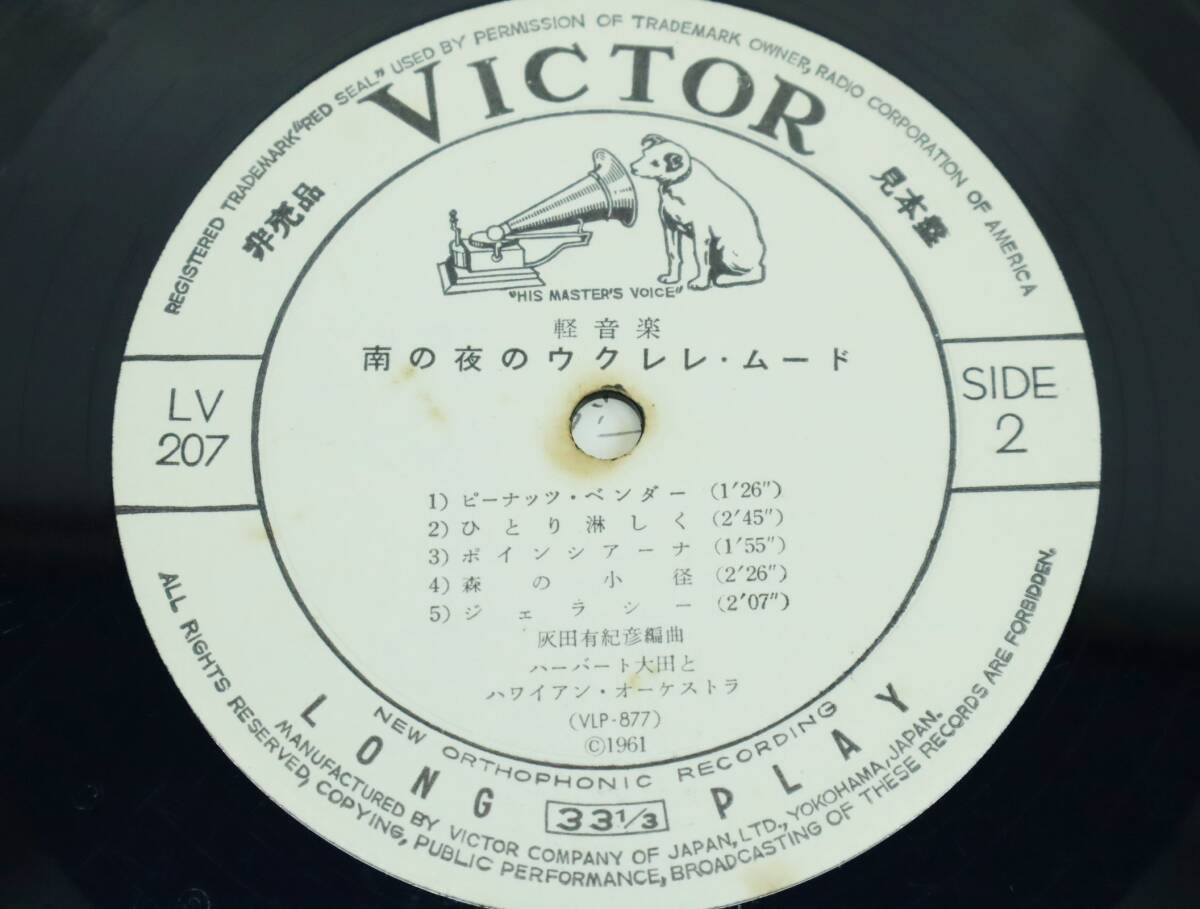 REGISTERED TRADEMARK "RED SEAL" USED BY PERMISSION OF TRADEMARK OWNER, RADIO CORPORATION OF AMERICA
VICTOR
非売品
見本盤
"HIS MASTER'S VOICE"
軽音楽
南の夜のウクレレ・ムード
LV
207
SIDE
2
1) ピーナッツ・ベンダー (1'26")
2) ひとり淋しく (2'45")
3) ポインシアーナ (1'55")
4) 森の小径 (2'26")
5) ジェラシー (2'07")
灰田有紀彦編曲
ハーバート大田と
ハワイアン・オーケストラ
(VLP-877)
©1961
NEW ORTHOPHONIC RECORDING
LONG 33 1/3 PLAY
MANUFACTURED BY VICTOR COMPANY OF JAPAN, LTD., YOKOHAMA, JAPAN.
ALL RIGHTS RESERVED, COPYING, PUBLIC PERFORMANCE, BROADCASTING OF THESE RECORDS ARE FORBIDDEN.